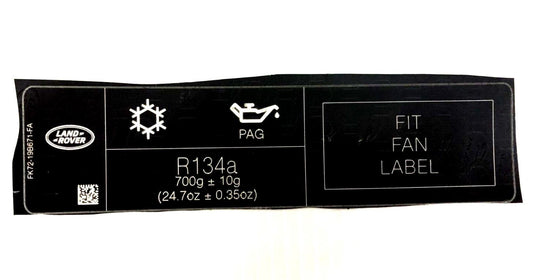 FK72-19B671-FA
LAND-
ROVER
PAG
R134a
700g ± 10g
(24.7oz ± 0.35oz)
FIT
FAN
LABEL